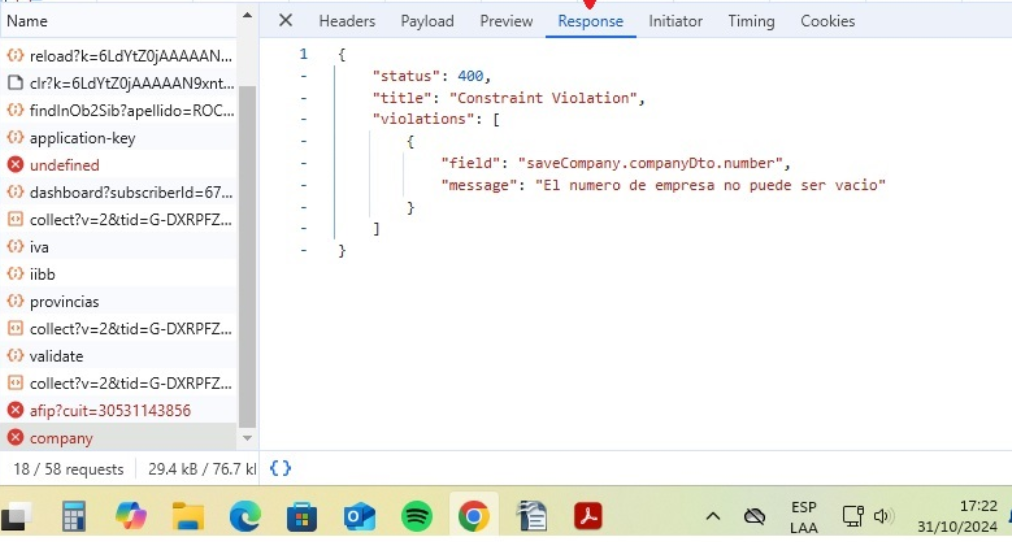 Name
Headers Payload Preview Response Initiator Timing Cookies
reload?k=6LdYtZ0jAAAAAN...
clr?k=6LdYtZ0jAAAAAN9xnt...
findInOb2Sib?apellido=ROC...
application-key
undefined
dashboard?subscriberId=67...
collect?v=2&tid=G-DXRPFZ...
iva
iibb
provincias
collect?v=2&tid=G-DXRPFZ...
validate
collect?v=2&tid=G-DXRPFZ...
afip?cuit=30531143856
company
1 {
- "status": 400,
- "title": "Constraint Violation",
- "violations": [
- {
- "field": "saveCompany.companyDto.number",
- "message": "El numero de empresa no puede ser vacio"
- }
- ]
- }
18 / 58 requests 29.4 kB / 76.7 kl
{}
ESP
LAA
17:22
31/10/2024